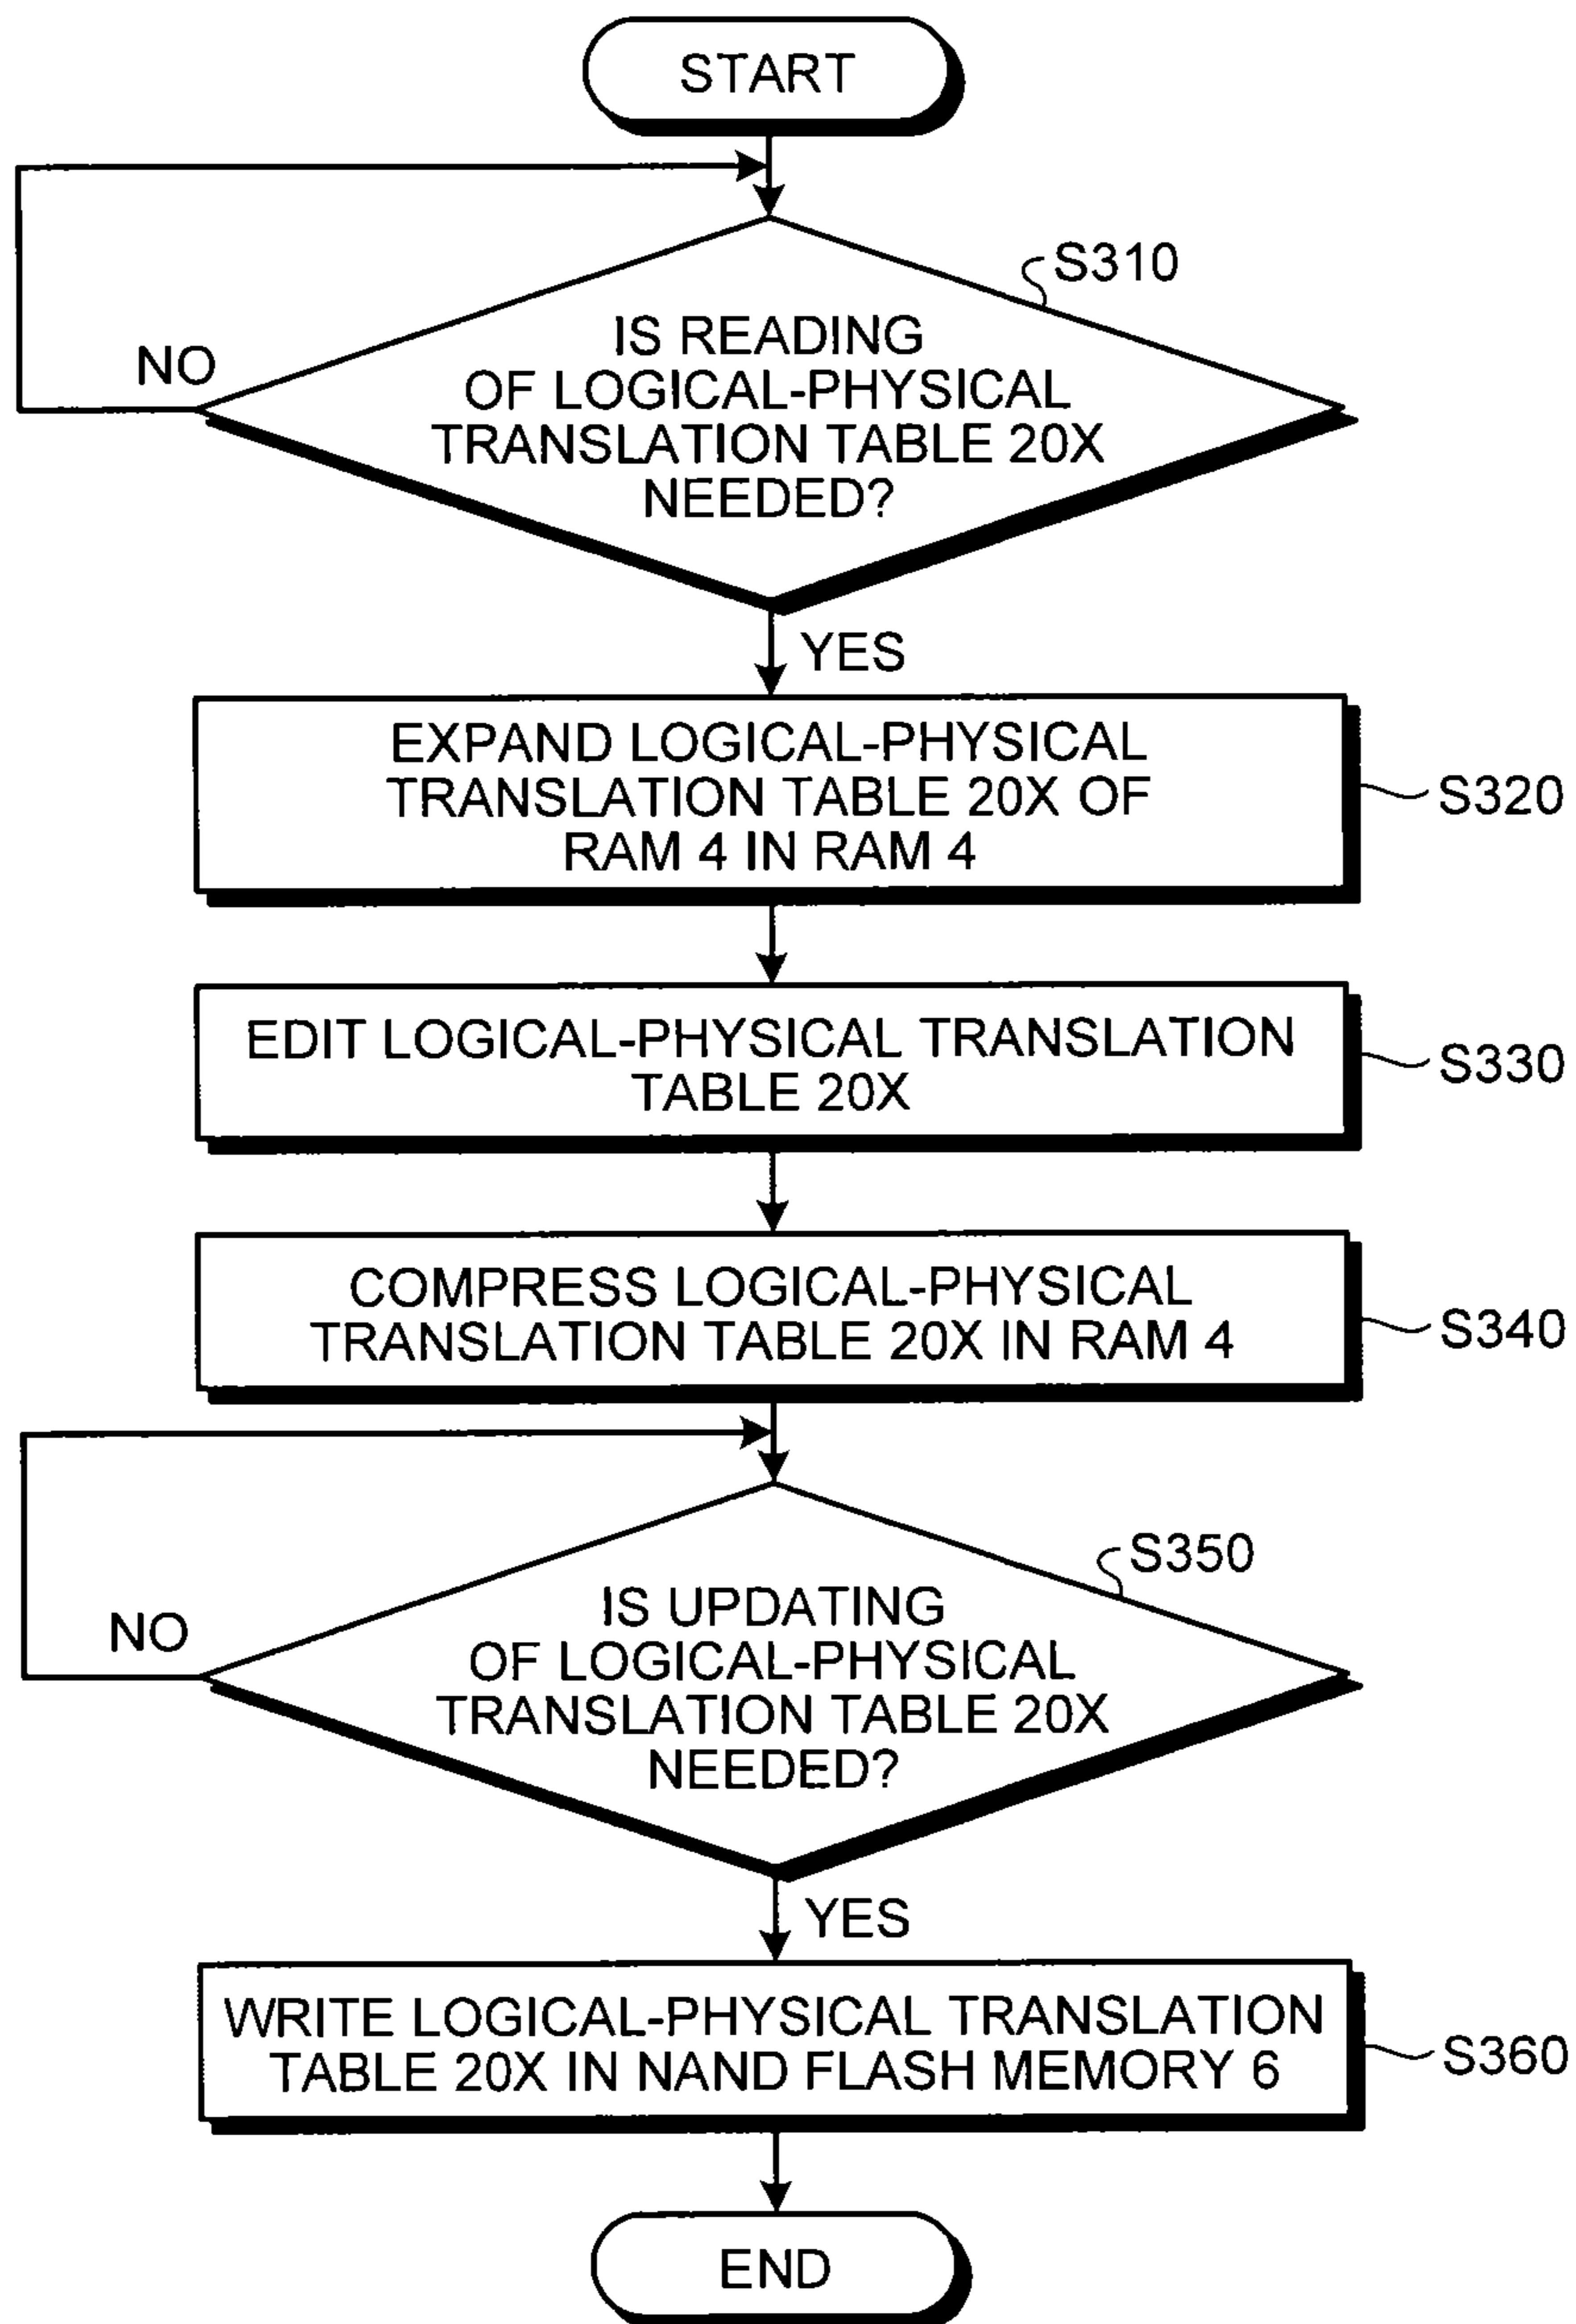 START
S310
IS READING
OF LOGICAL-PHYSICAL
TRANSLATION TABLE 20X
NEEDED?
NO
YES
EXPAND LOGICAL-PHYSICAL
TRANSLATION TABLE 20X OF
RAM 4 IN RAM 4
S320
EDIT LOGICAL-PHYSICAL TRANSLATION
TABLE 20X
S330
COMPRESS LOGICAL-PHYSICAL
TRANSLATION TABLE 20X IN RAM 4
S340
S350
IS UPDATING
OF LOGICAL-PHYSICAL
TRANSLATION TABLE 20X
NEEDED?
NO
YES
WRITE LOGICAL-PHYSICAL TRANSLATION
TABLE 20X IN NAND FLASH MEMORY 6
S360
END